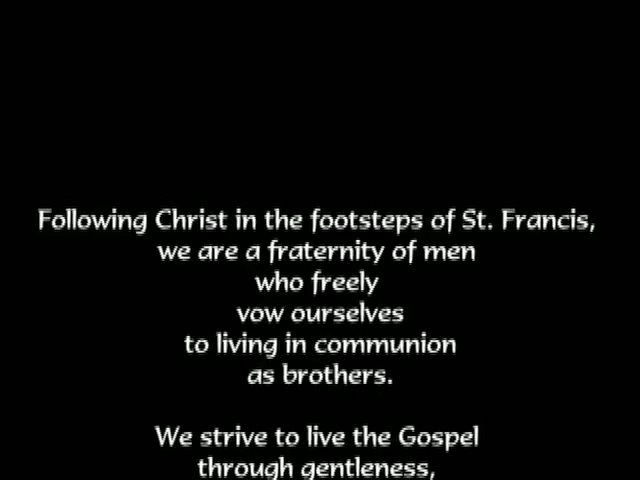 Following Christ in the footsteps of St. Francis,
we are a fraternity of men
who freely
vow ourselves
to living in communion
as brothers.
We strive to live the Gospel
through gentleness,